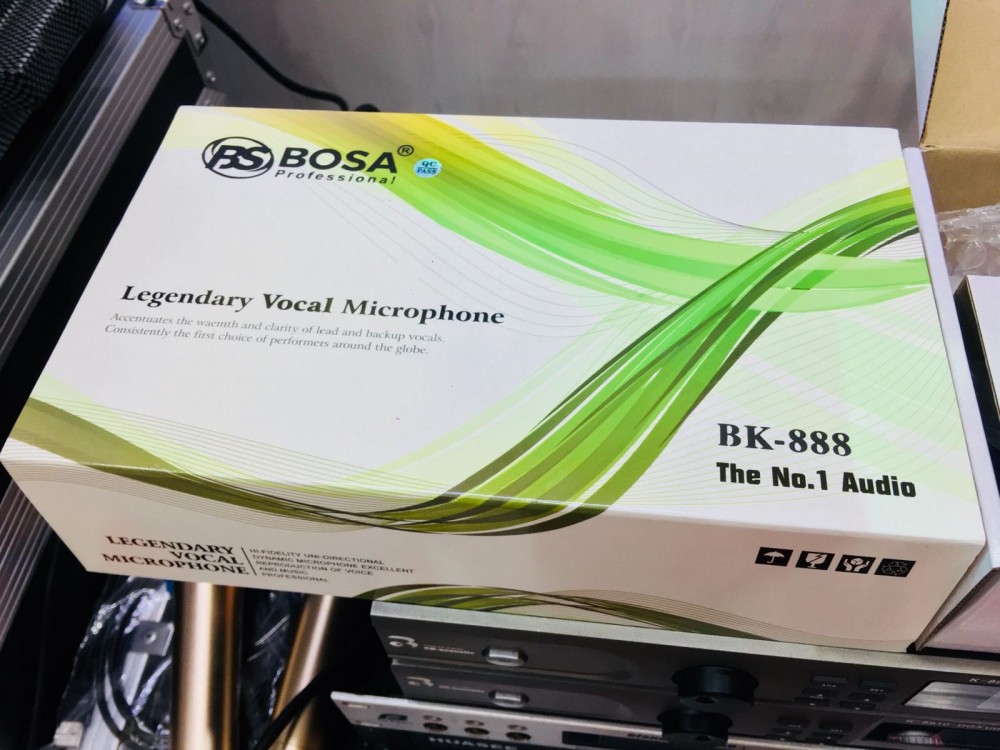 BS BOSA®
Professional
QC
PASS
Legendary Vocal Microphone
Accentuates the waemth and clarity of lead and backup vocals.
Consistently the first choice of performers around the globe.
BK-888
The No.1 Audio
LEGENDARY
VOCAL
MICROPHONE
HI-FIDELITY UNI-DIRECTIONAL
DYNAMIC MICROPHONE EXCELLENT
REPRODUCTION OF VOICE
AND MUSIC
PROFESSIONAL